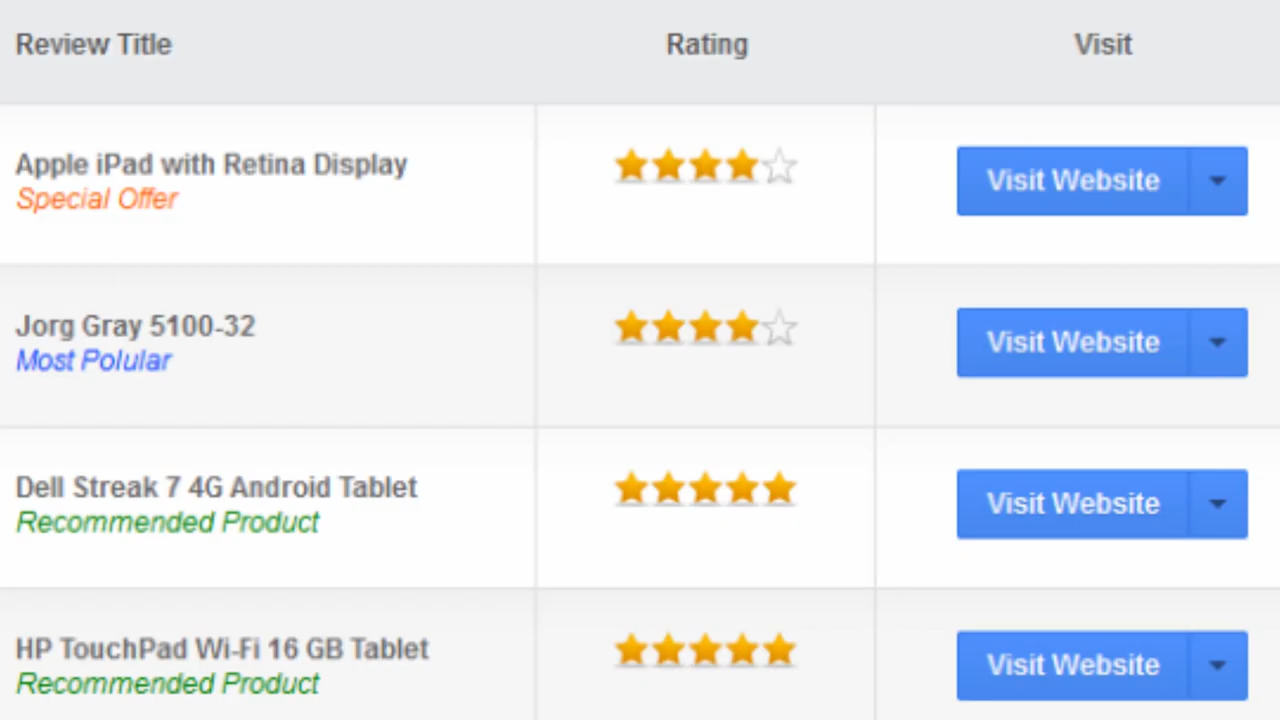 Review Title Rating Visit
Apple iPad with Retina Display
Special Offer
Visit Website
Jorg Gray 5100-32
Most Polular
Visit Website
Dell Streak 7 4G Android Tablet
Recommended Product
Visit Website
HP TouchPad Wi-Fi 16 GB Tablet
Recommended Product
Visit Website